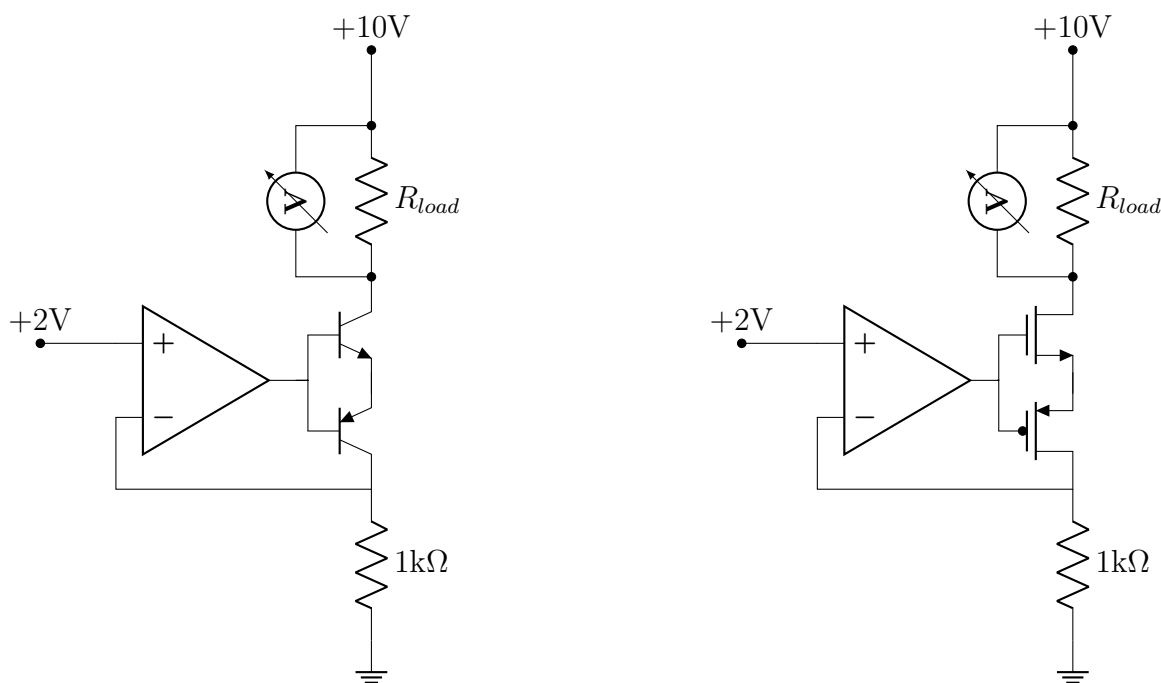 +10V
+10V
V
R_load
V
R_load
+2V
+
−
+2V
+
−
1kΩ
1kΩ